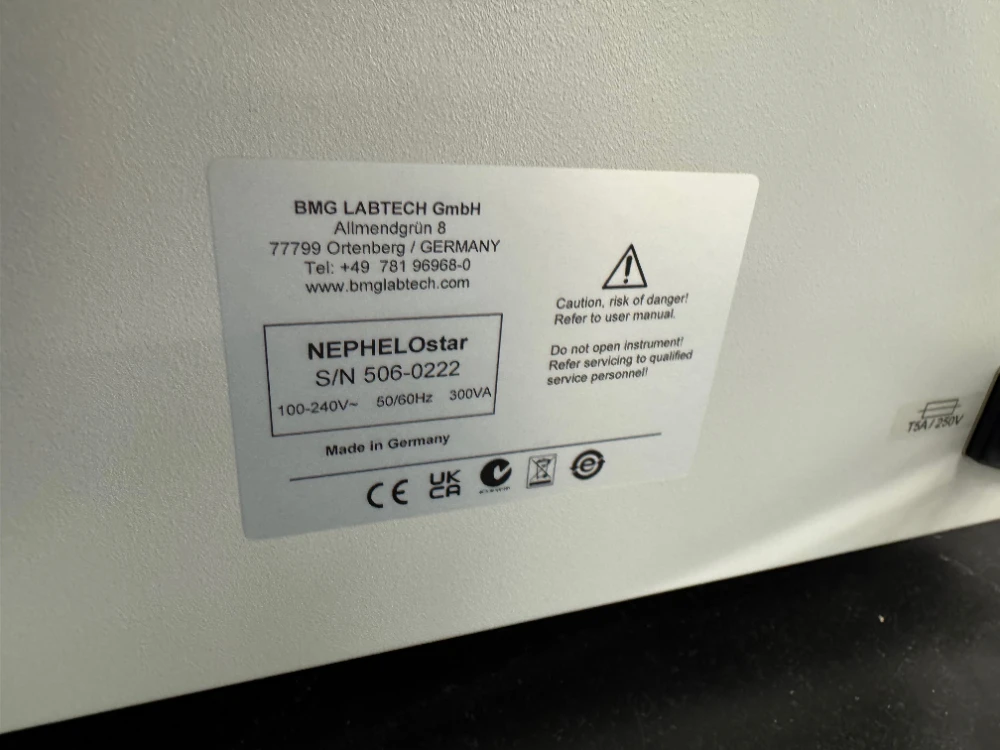 BMG LABTECH GmbH
Allmendgrün 8
77799 Ortenberg / GERMANY
Tel: +49 781 96968-0
www.bmglabtech.com
NEPHELOstar
S/N 506-0222
100-240V~ 50/60Hz 300VA
Made in Germany
CE UK
CA
Caution, risk of danger!
Refer to user manual.
Do not open instrument!
Refer servicing to qualified
service personnel!
T5A / 250V